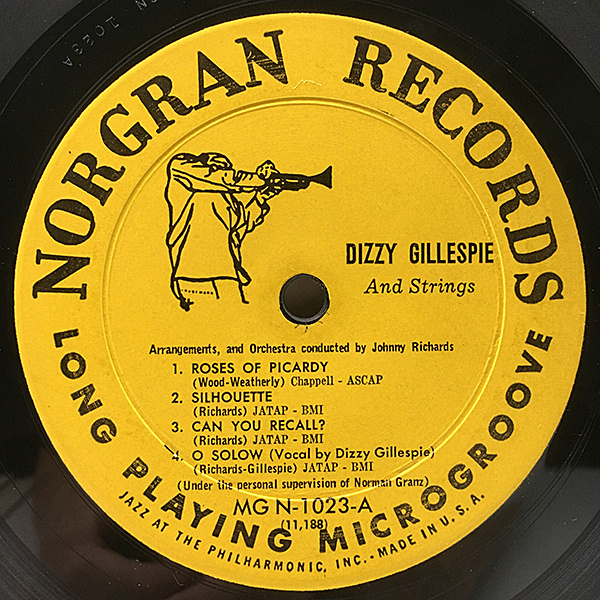 N 1023A
NORGRAN RECORDS
TRADEMARK
DIZZY GILLESPIE
And Strings
Arrangements, and Orchestra conducted by Johnny Richards
1. ROSES OF PICARDY
(Wood-Weatherly) Chappell - ASCAP
2. SILHOUETTE
(Richards) JATAP - BMI
3. CAN YOU RECALL?
(Richards) JATAP - BMI
4. O SOLOW (Vocal by Dizzy Gillespie)
(Richards-Gillespie) JATAP - BMI
(Under the personal supervision of Norman Granz)
MG N-1023-A
(11,188)
LONG PLAYING MICROGROOVE
JAZZ AT THE PHILHARMONIC, INC. - MADE IN U.S.A.